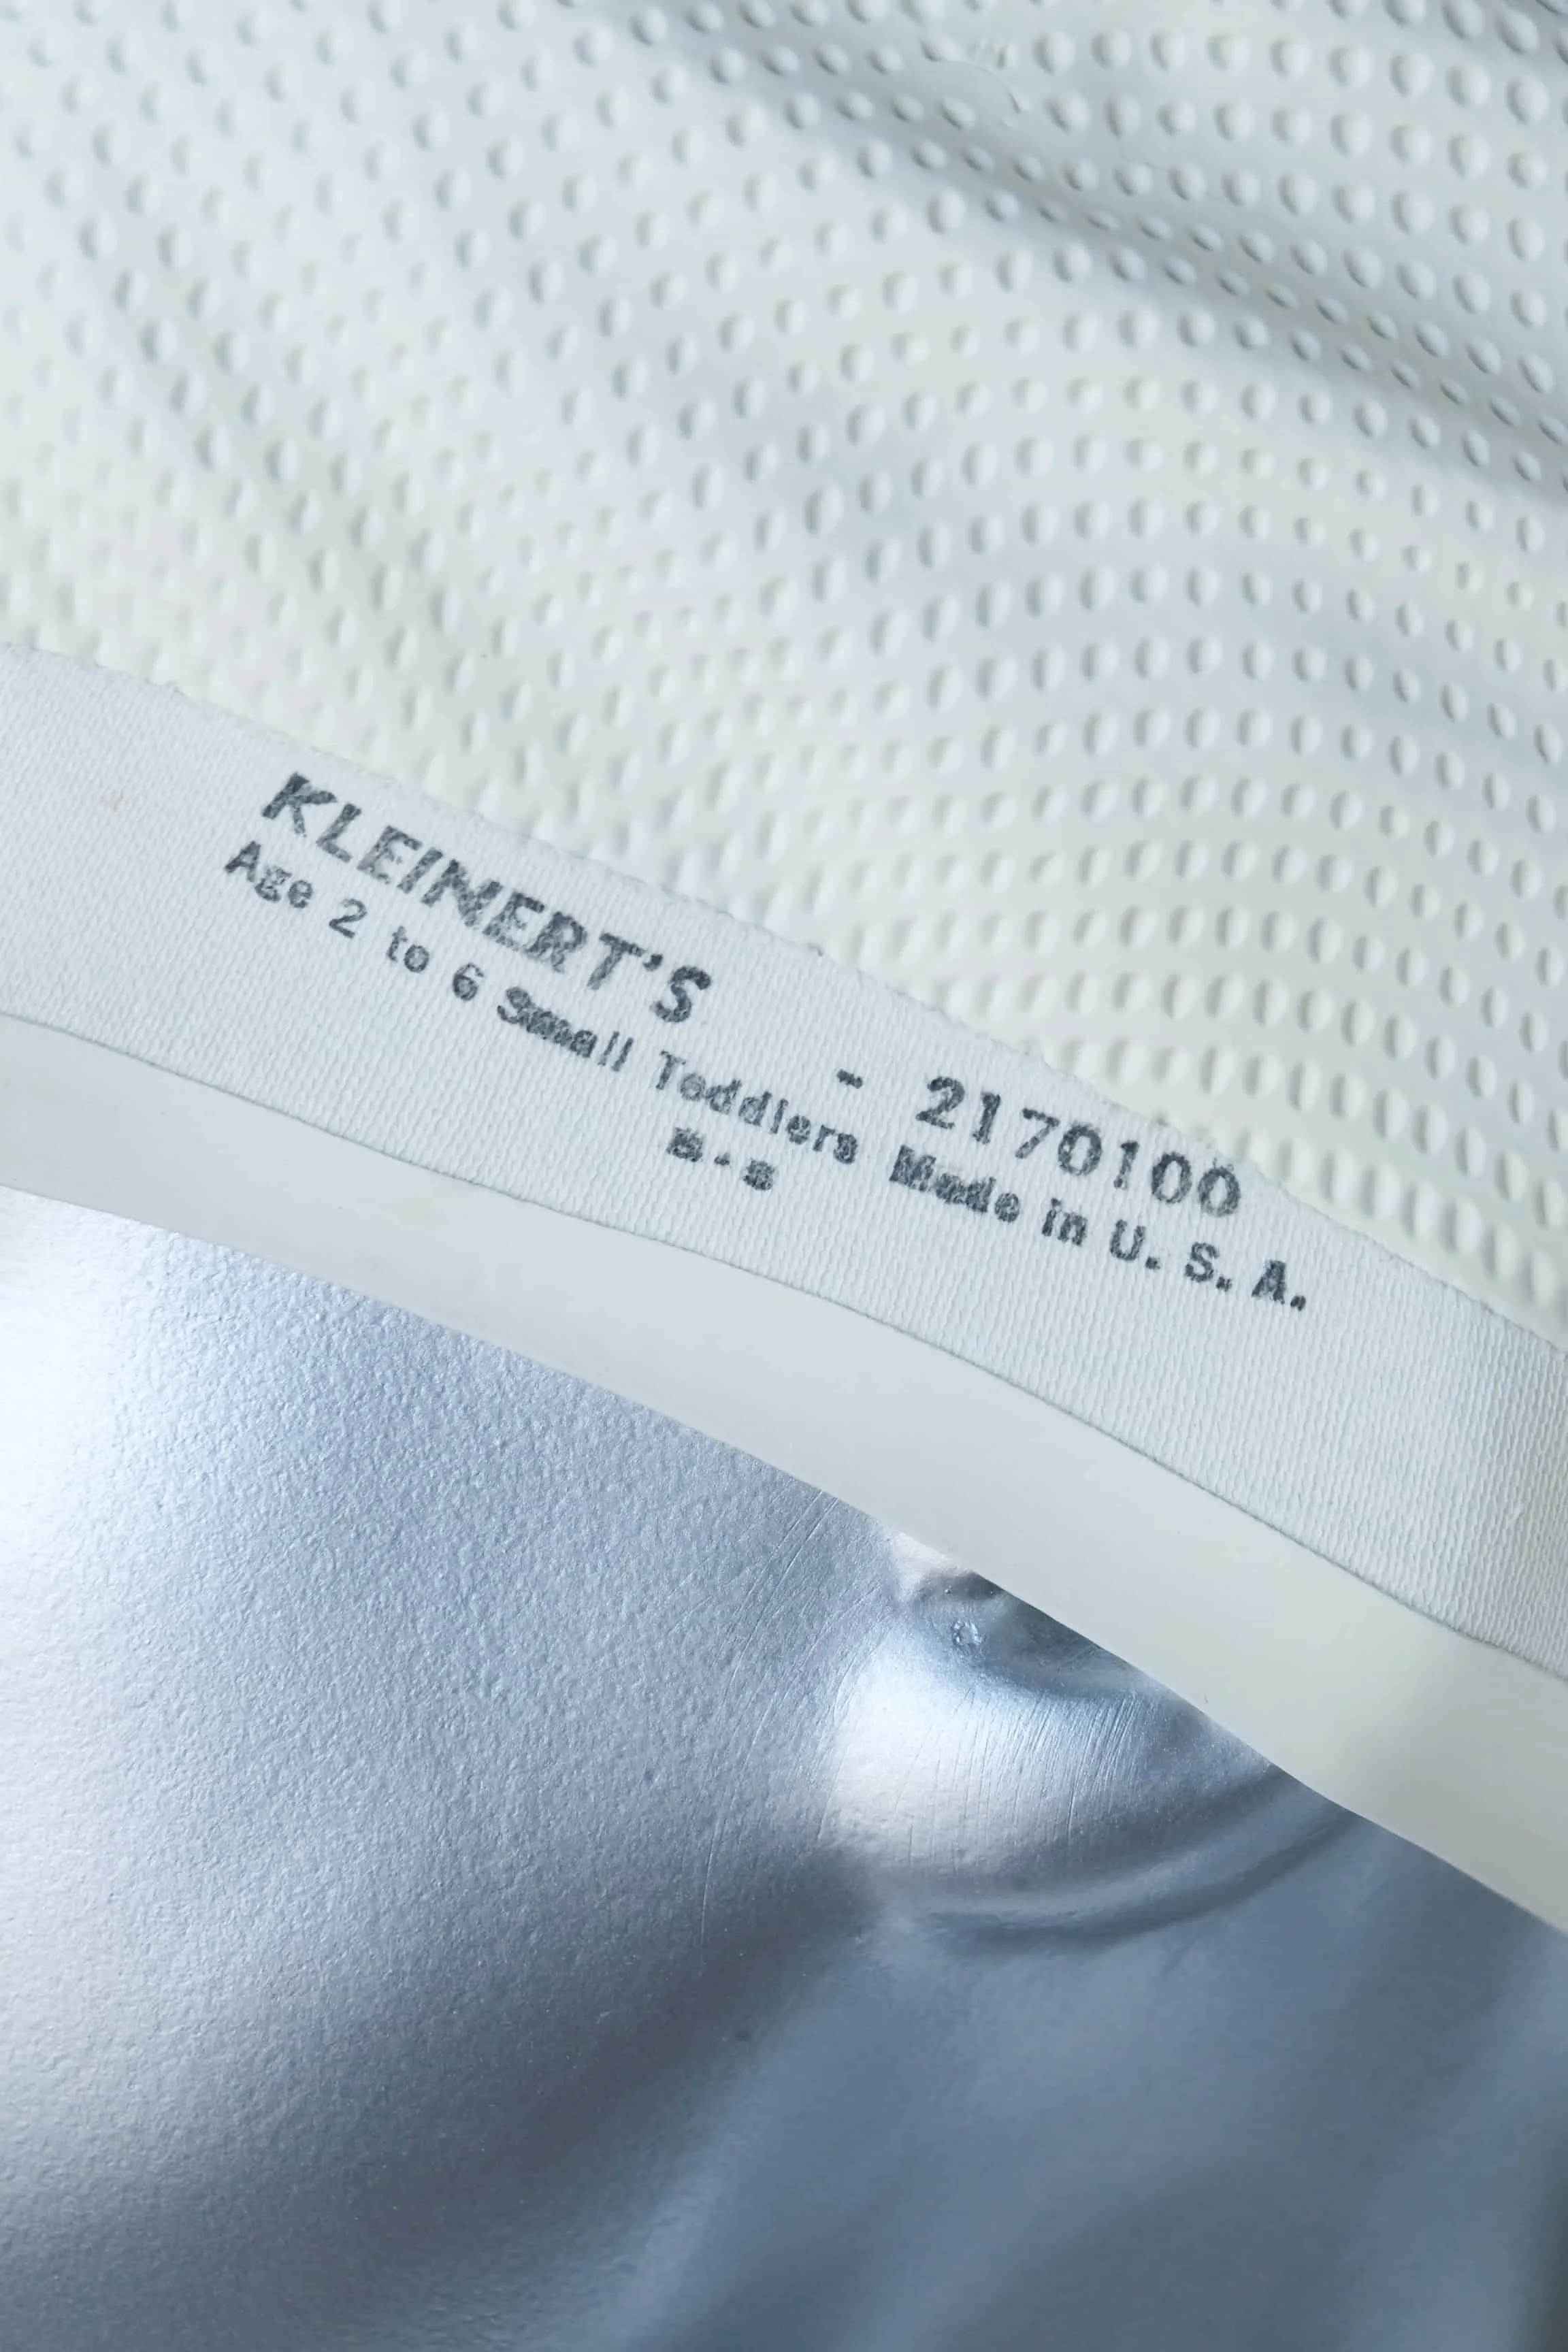 KLEINERT'S - 2170100
Age 2 to 6 Small Toddlers Made in U. S. A.